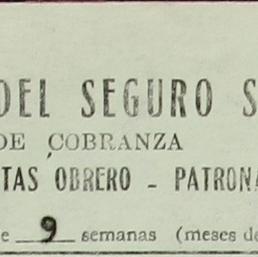 DEL SEGURO S
DE COBRANZA
TAS OBRERO - PATRONA
e 9 semanas (meses de